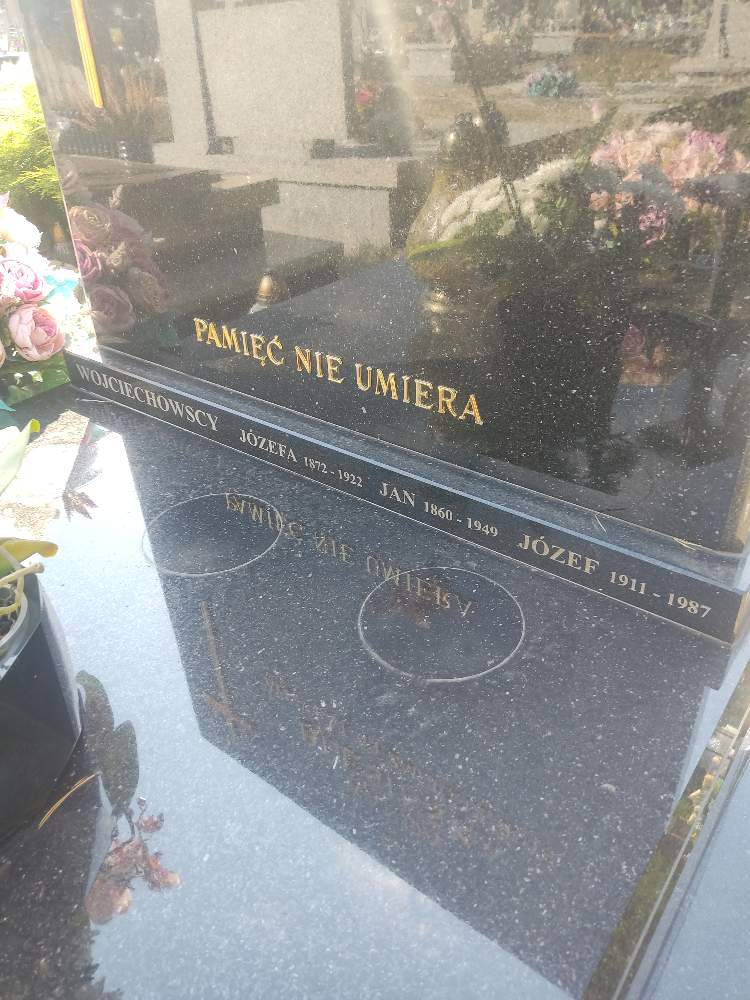 PAMIĘĆ NIE UMIERA
WOJCIECHOWSCY JÓZEFA 1872 - 1922 JAN 1860 - 1949 JÓZEF 1911 - 1987